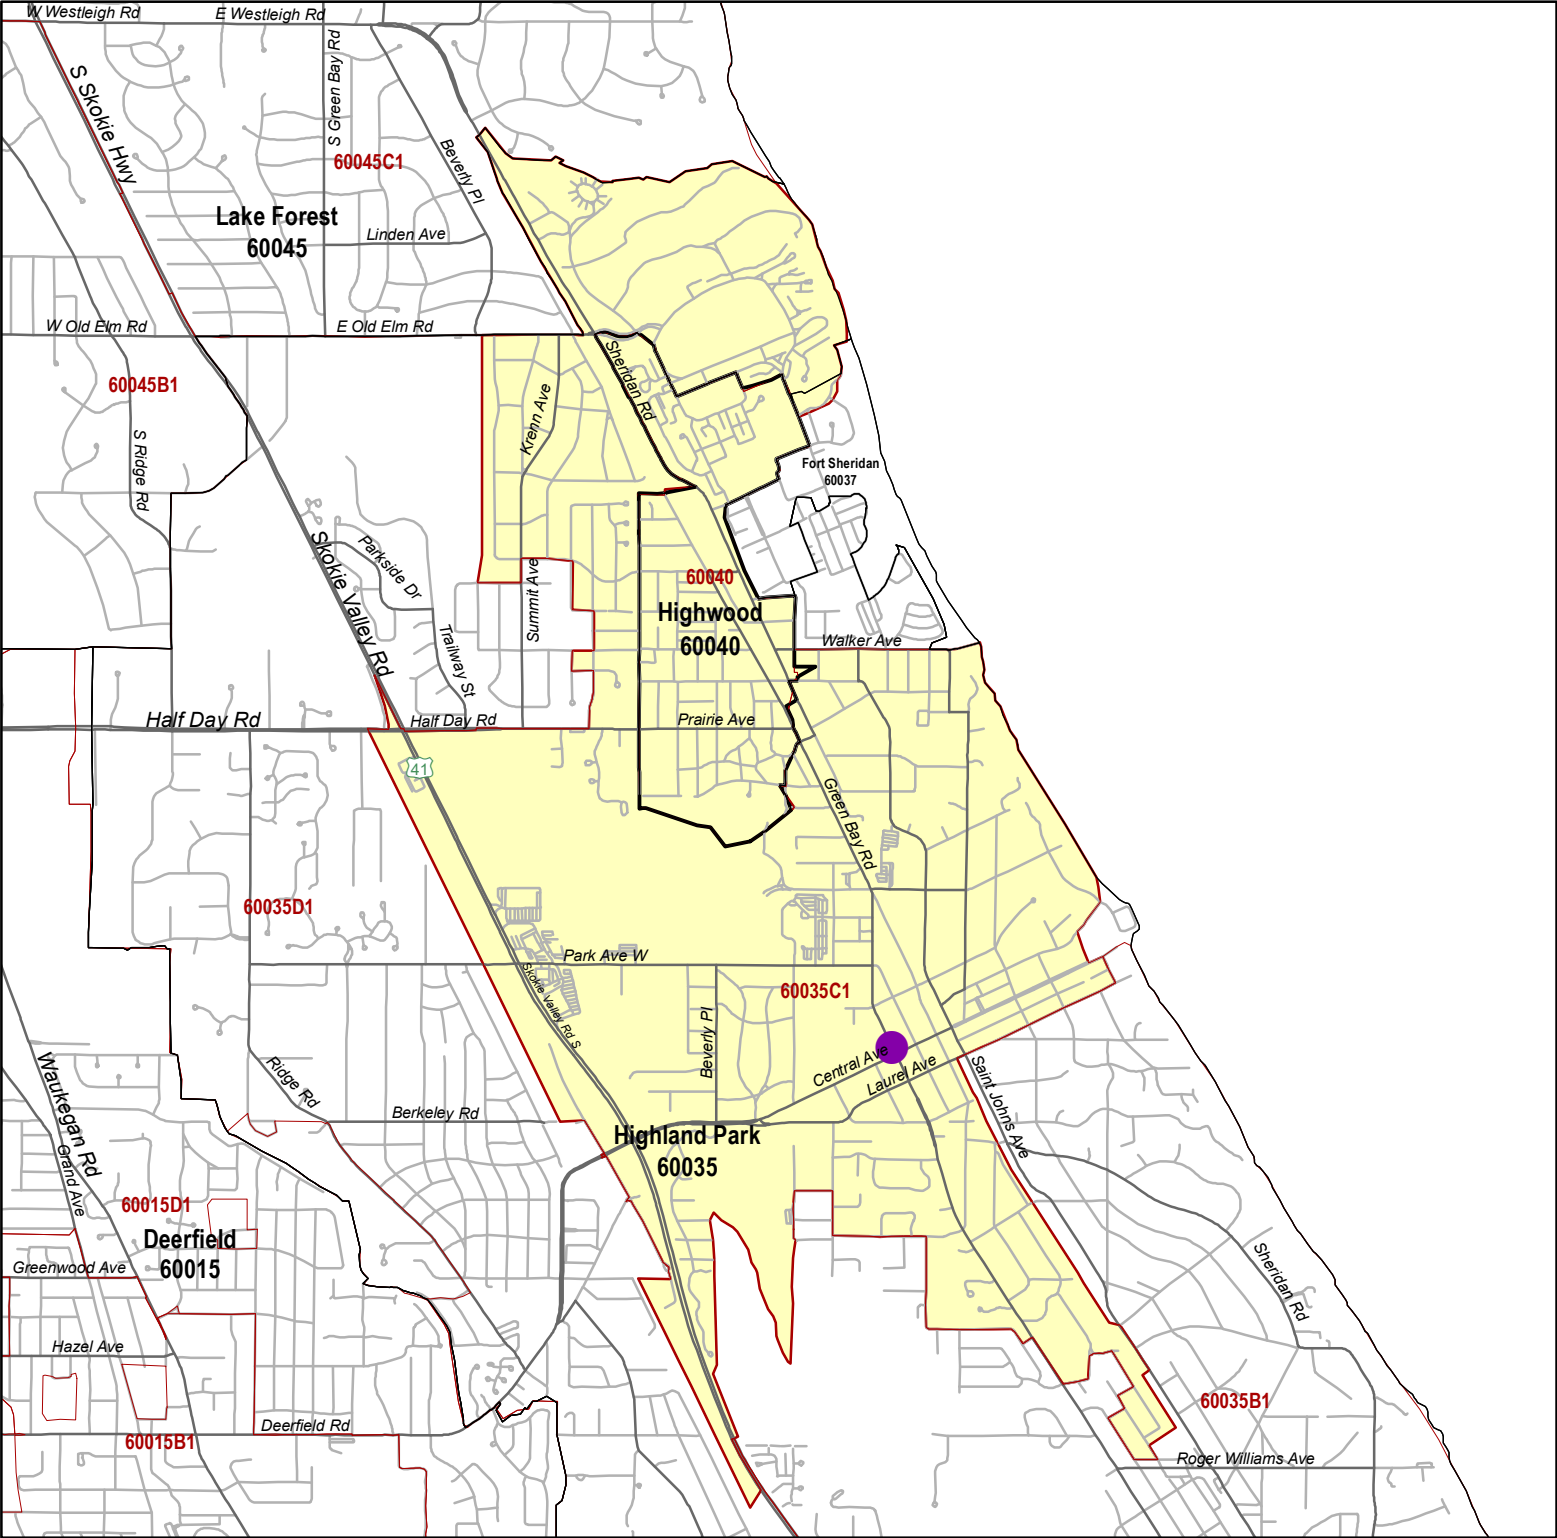 W Westleigh Rd
E Westleigh Rd
S Skokie Hwy
S Green Bay Rd
60045C1
Beverly Pl
Lake Forest
60045
Linden Ave
W Old Elm Rd
E Old Elm Rd
Sheridan Rd
60045B1
Krenn Ave
S Ridge Rd
Fort Sheridan
60037
Skokie Valley Rd
Parkside Dr
Summit Ave
60040
Highwood
60040
Trailway St
Walker Ave
Half Day Rd
Half Day Rd
Prairie Ave
41
Green Bay Rd
60035D1
Park Ave W
Skokie Valley Rd S
60035C1
Beverly Pl
Central Ave
Laurel Ave
Saint Johns Ave
Waukegan Rd
Grand Ave
Ridge Rd
Berkeley Rd
Highland Park
60035
60015D1
Deerfield
60015
Greenwood Ave
Sheridan Rd
Hazel Ave
60035B1
Deerfield Rd
60015B1
Roger Williams Ave